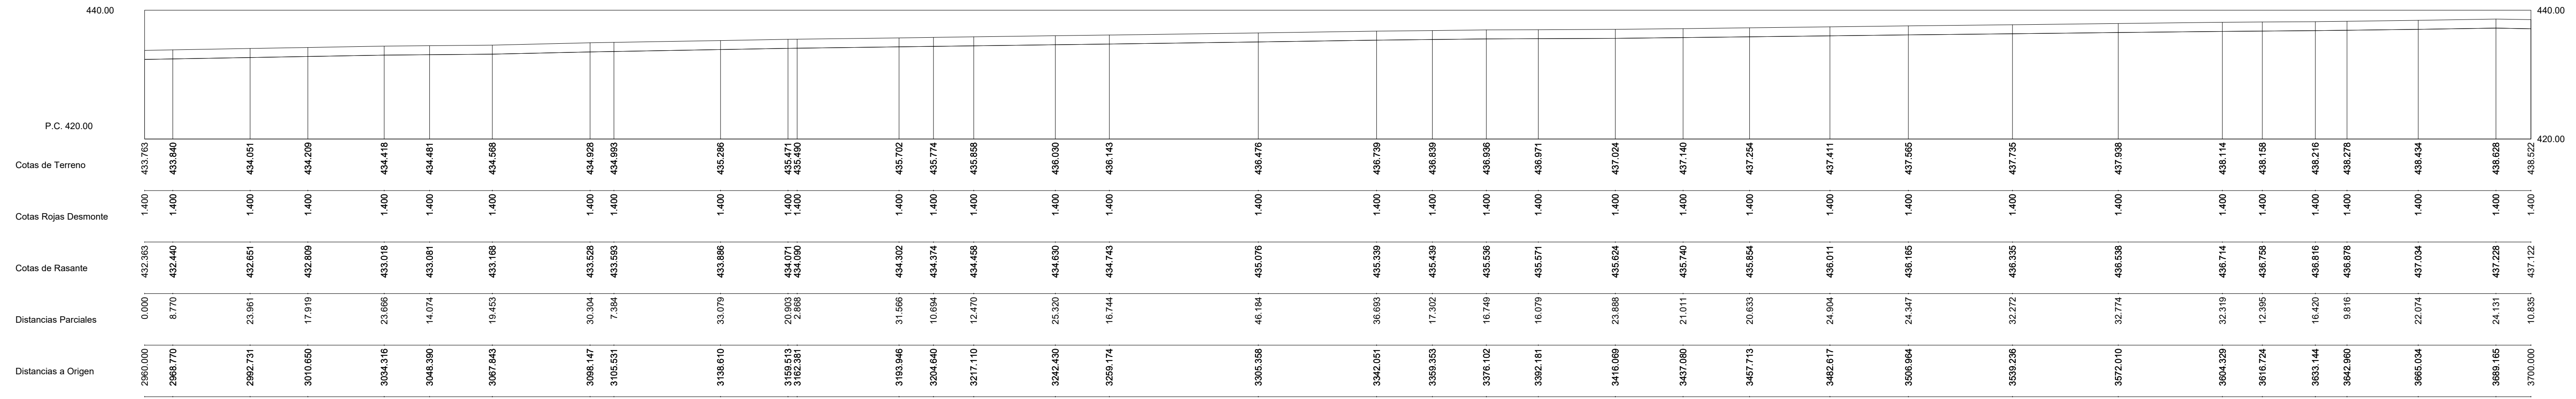 440.00 440.00
P.C. 420.00
420.00
Cotas de Terreno 433.763 433.840 434.051 434.209 434.418 434.481 434.568 434.928 434.993 435.286 435.471 435.490 435.702 435.774 435.858 436.030 436.143 436.476 436.739 436.839 436.936 436.971 437.024 437.140 437.254 437.411 437.565 437.735 437.938 438.114 438.158 438.216 438.278 438.434 438.628 438.522
Cotas Rojas Desmonte 1.400 1.400 1.400 1.400 1.400 1.400 1.400 1.400 1.400 1.400 1.400 1.400 1.400 1.400 1.400 1.400 1.400 1.400 1.400 1.400 1.400 1.400 1.400 1.400 1.400 1.400 1.400 1.400 1.400 1.400 1.400 1.400 1.400 1.400 1.400 1.400
Cotas de Rasante 432.363 432.440 432.651 432.809 433.018 433.081 433.168 433.528 433.593 433.886 434.071 434.090 434.302 434.374 434.458 434.630 434.743 435.076 435.339 435.439 435.536 435.571 435.624 435.740 435.854 436.011 436.165 436.335 436.538 436.714 436.758 436.816 436.878 437.034 437.228 437.122
Distancias Parciales 0.000 8.770 23.961 17.919 23.666 14.074 19.453 30.304 7.384 33.079 20.903 2.868 31.566 10.694 12.470 25.320 16.744 46.184 36.693 17.302 16.749 16.079 23.888 21.011 20.633 24.904 24.347 32.272 32.774 32.319 12.395 16.420 9.816 22.074 24.131 10.835
Distancias a Origen 2960.000 2968.770 2992.731 3010.650 3034.316 3048.390 3067.843 3098.147 3105.531 3138.610 3159.513 3162.381 3193.946 3204.640 3217.110 3242.430 3259.174 3305.358 3342.051 3359.353 3376.102 3392.181 3416.069 3437.080 3457.713 3482.617 3506.964 3539.236 3572.010 3604.329 3616.724 3633.144 3642.960 3665.034 3689.165 3700.000